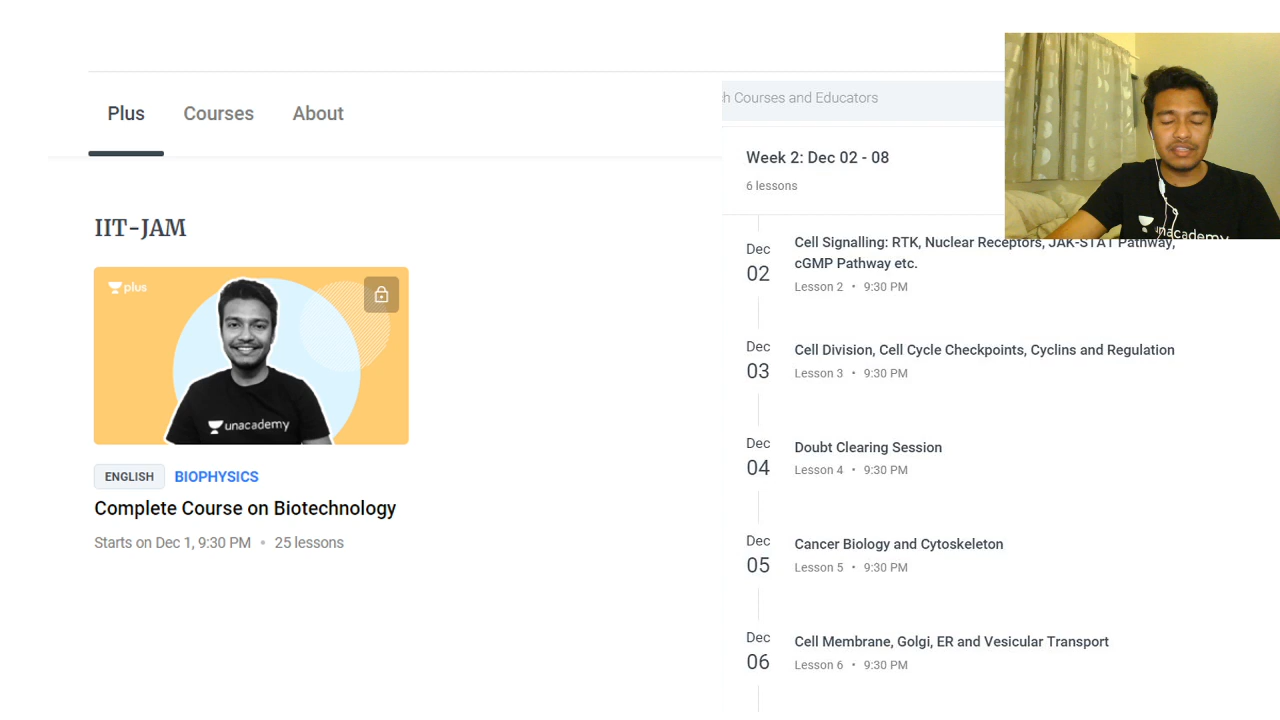 Plus Courses About
IIT-JAM
plus
unacademy
ENGLISH BIOPHYSICS
Complete Course on Biotechnology
Starts on Dec 1, 9:30 PM • 25 lessons
h Courses and Educators
Week 2: Dec 02 - 08
6 lessons
Dec
02
Cell Signalling: RTK, Nuclear Receptors, JAK-STAT Pathway,
cGMP Pathway etc.
Lesson 2 • 9:30 PM
Dec
03
Cell Division, Cell Cycle Checkpoints, Cyclins and Regulation
Lesson 3 • 9:30 PM
Dec
04
Doubt Clearing Session
Lesson 4 • 9:30 PM
Dec
05
Cancer Biology and Cytoskeleton
Lesson 5 • 9:30 PM
Dec
06
Cell Membrane, Golgi, ER and Vesicular Transport
Lesson 6 • 9:30 PM
unacademy